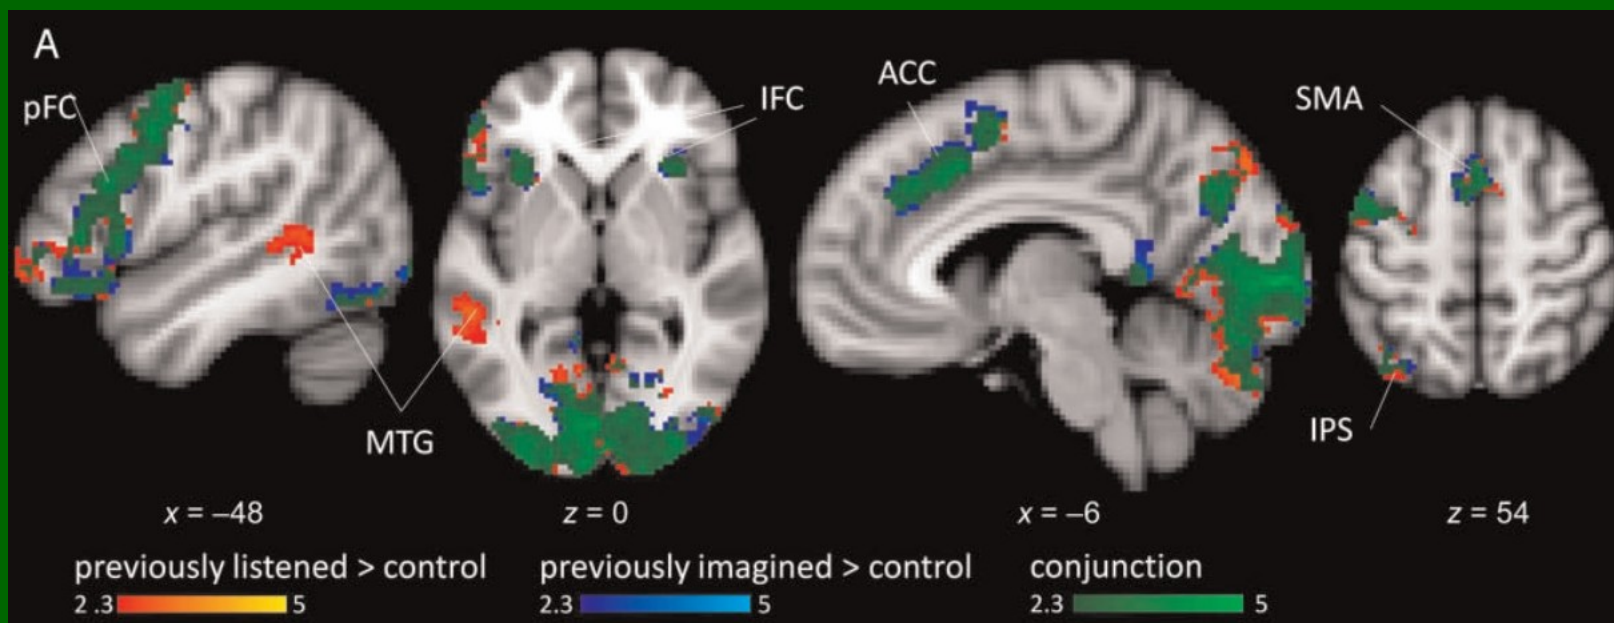 A
pFC
IFC
ACC
SMA
MTG
IPS
x = –48
z = 0
x = –6
z = 54
previously listened > control
previously imagined > control
conjunction
2 .3 5
2.3 5
2.3 5